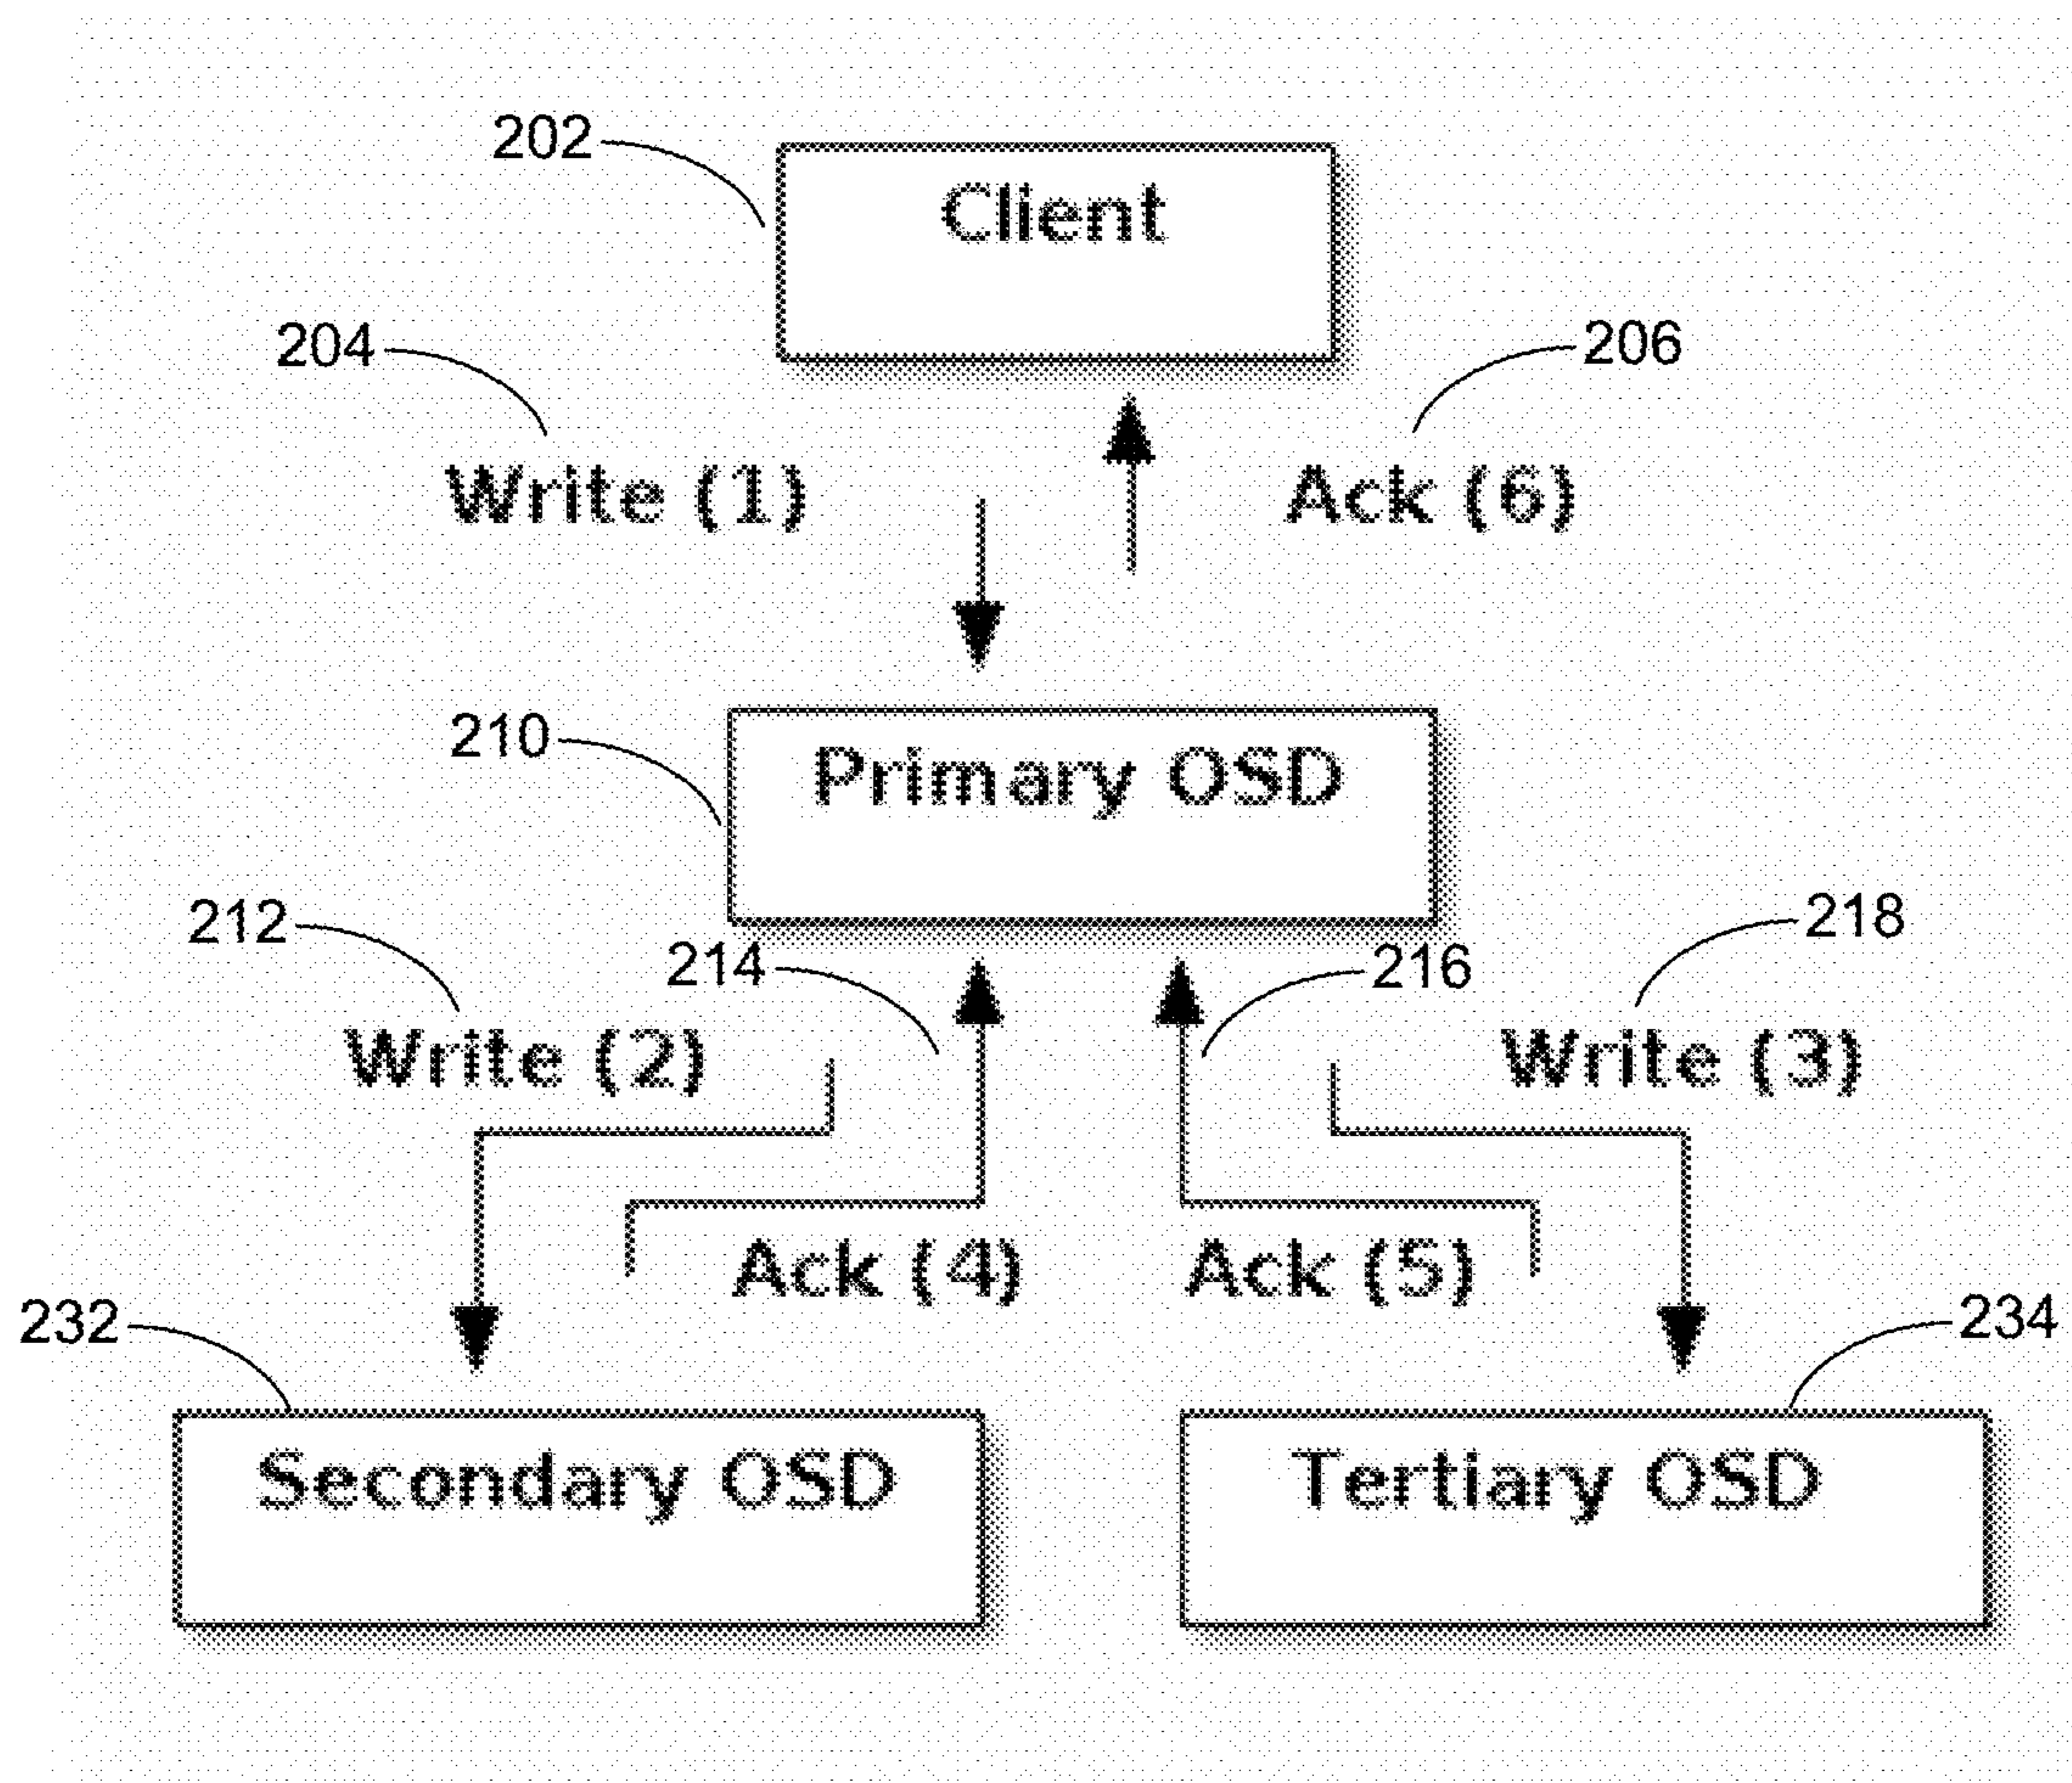 202
Client
204
206
Write (1)
Ack (6)
210
Primary OSD
212
214
216
218
Write (2)
Write (3)
Ack (4)
Ack (5)
232
234
Secondary OSD
Tertiary OSD